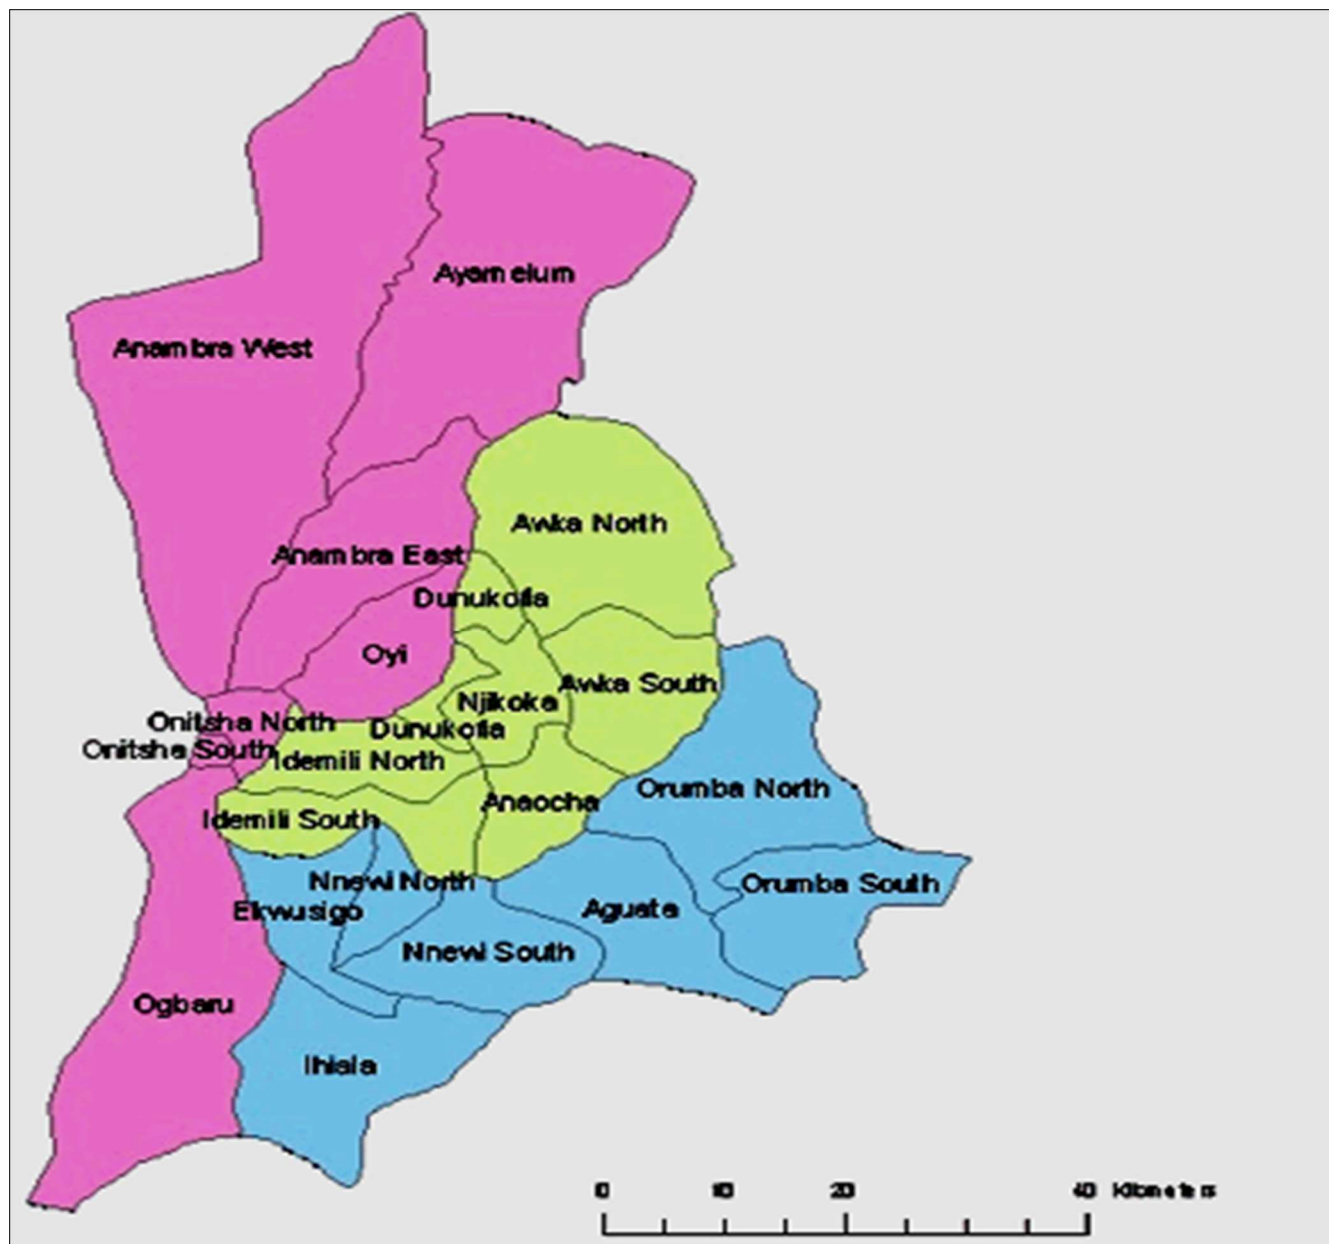 Ayamelum
Anambra West
Awka North
Anambra East
Dunukofia
Oyi
Awka South
Njikoka
Onitsha North
Dunukofia
Onitsha South
Idemili North
Orumba North
Anaocha
Idemili South
Nnewi North
Orumba South
Ekwusigo
Aguata
Nnewi South
Ogbaru
Ihiala
0 10 20 40 Kilometers